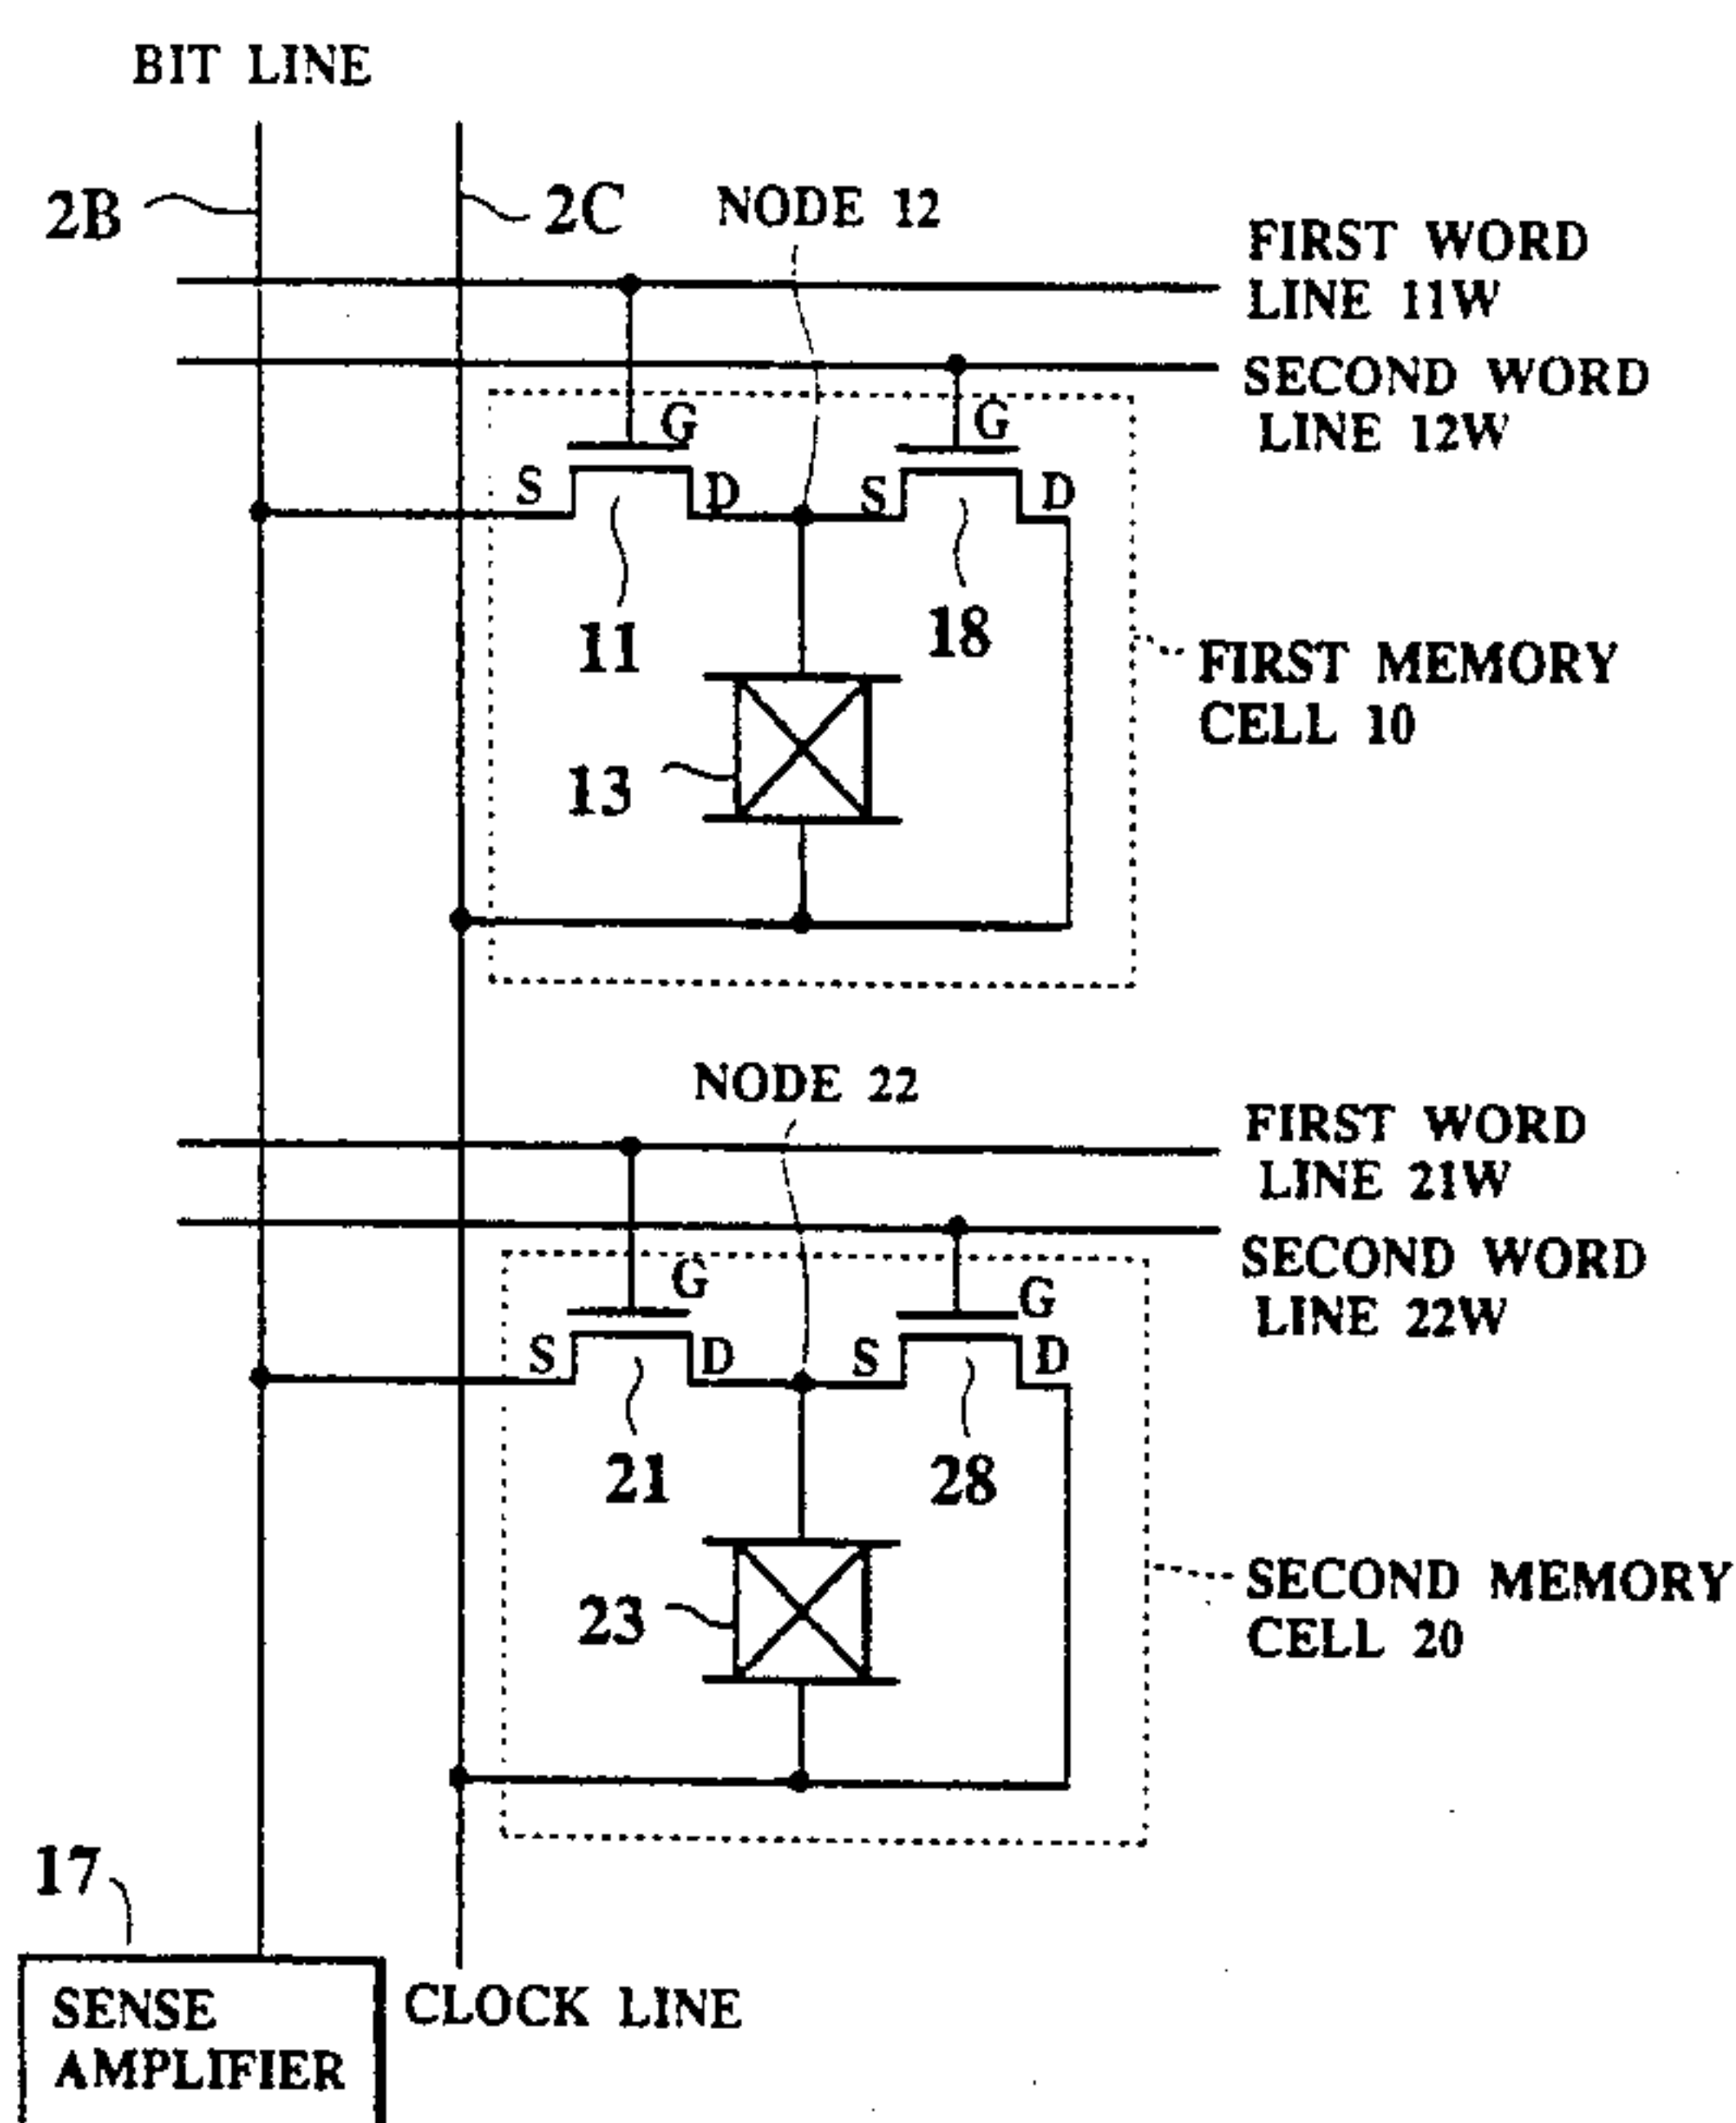 BIT LINE
2B
2C
NODE 12
FIRST WORD
LINE 11W
SECOND WORD
LINE 12W
G
G
S
D
S
D
11
18
FIRST MEMORY
CELL 10
13
NODE 22
FIRST WORD
LINE 21W
SECOND WORD
LINE 22W
G
G
S
D
S
D
21
28
23
SECOND MEMORY
CELL 20
17
SENSE
AMPLIFIER
CLOCK LINE